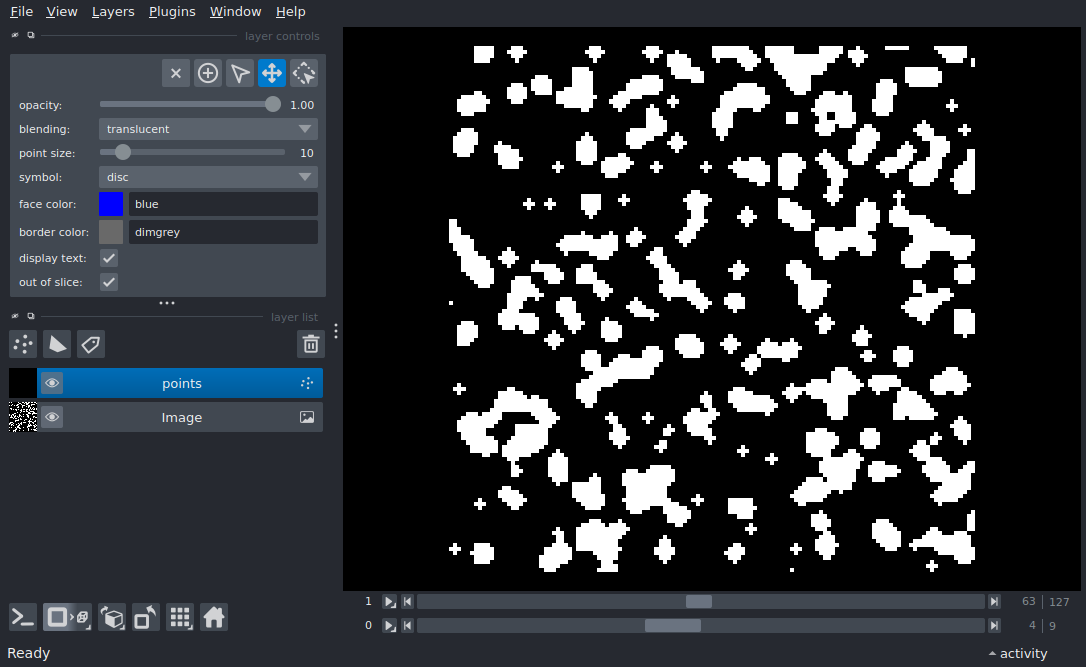 File View Layers Plugins Window Help
layer controls
opacity: 1.00
blending: translucent
point size: 10
symbol: disc
face color: blue
border color: dimgrey
display text:
out of slice:
layer list
points
Image
1 63 127
0 4 9
Ready activity